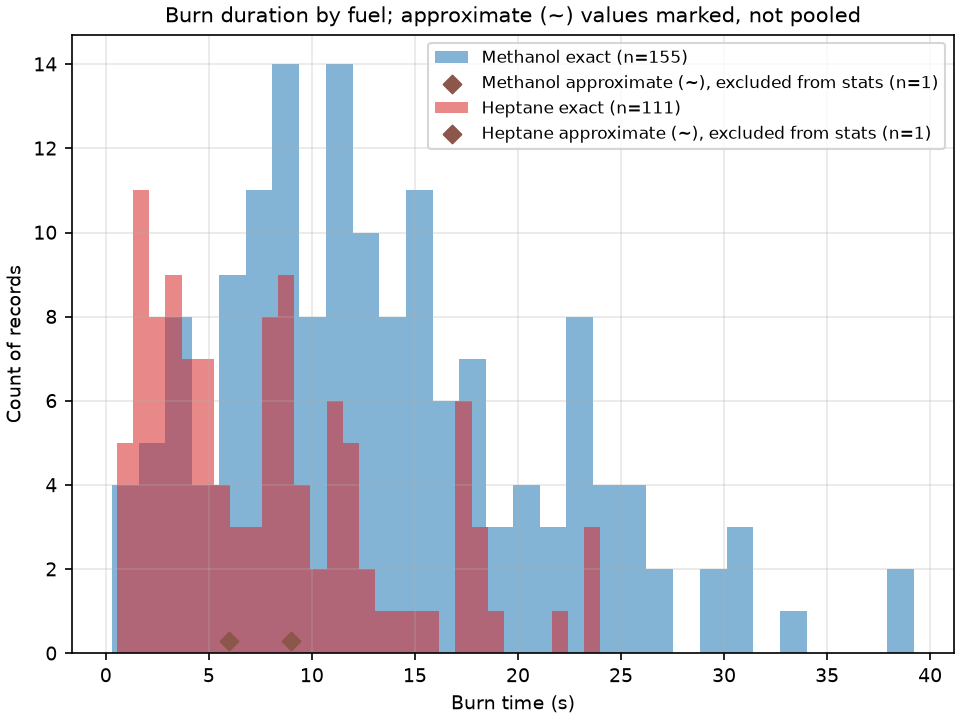 Burn duration by fuel; approximate (~) values marked, not pooled
Methanol exact (n=155)
Methanol approximate (~), excluded from stats (n=1)
Heptane exact (n=111)
Heptane approximate (~), excluded from stats (n=1)
Count of records
14
12
10
8
6
4
2
0
0 5 10 15 20 25 30 35 40
Burn time (s)